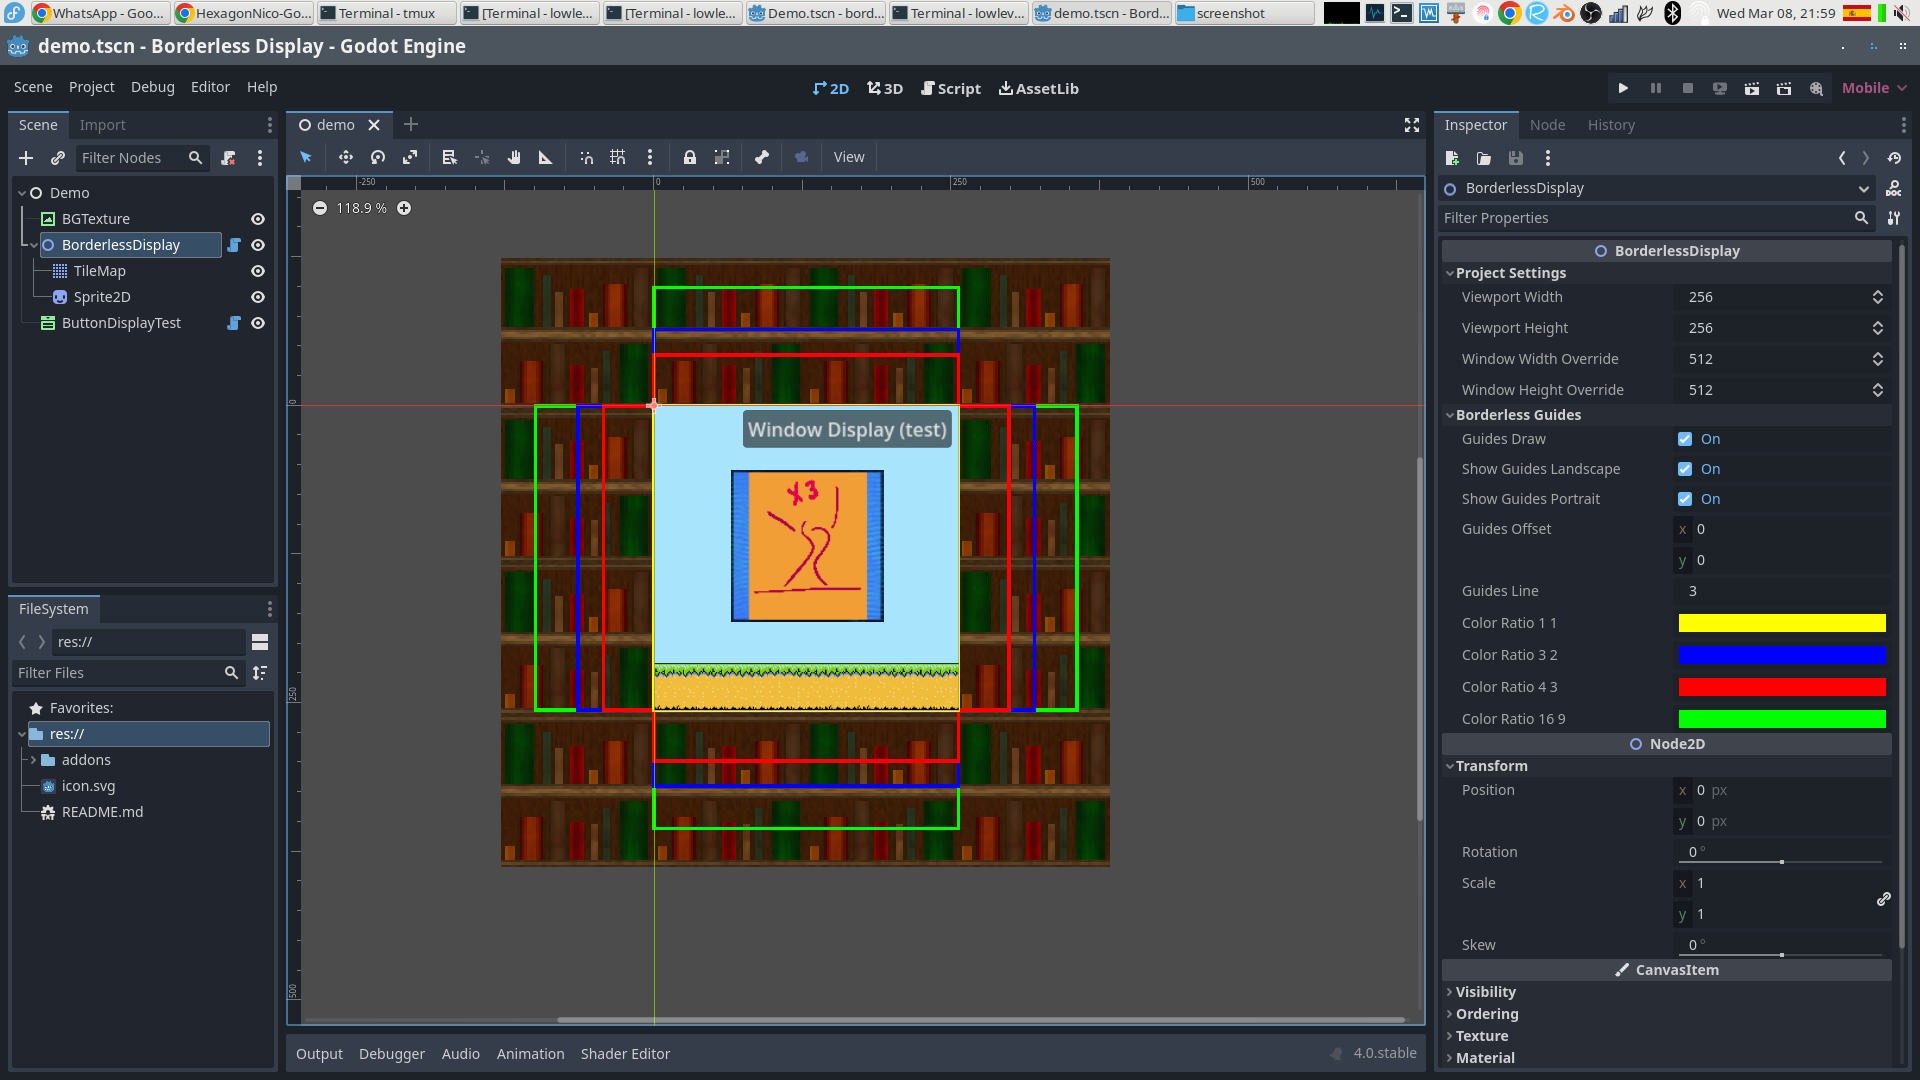 WhatsApp - Goo...
HexagonNico-Go...
Terminal - tmux
[Terminal - lowle...
[Terminal - lowle...
Demo.tscn - bord...
Terminal - lowlev...
demo.tscn - Bord...
screenshot
Wed Mar 08, 21:59
demo.tscn - Borderless Display - Godot Engine
Scene Project Debug Editor Help
2D 3D Script AssetLib
Mobile
Scene Import
Filter Nodes
Demo
BGTexture
BorderlessDisplay
TileMap
Sprite2D
ButtonDisplayTest
FileSystem
res://
Filter Files
Favorites:
res://
addons
icon.svg
README.md
demo
View
-250 0 250 500
118.9 %
0
250
500
Window Display (test)
x3
Output Debugger Audio Animation Shader Editor
4.0.stable
Inspector Node History
BorderlessDisplay
DOC
Filter Properties
BorderlessDisplay
Project Settings
Viewport Width 256
Viewport Height 256
Window Width Override 512
Window Height Override 512
Borderless Guides
Guides Draw On
Show Guides Landscape On
Show Guides Portrait On
Guides Offset x 0
y 0
Guides Line 3
Color Ratio 1 1
Color Ratio 3 2
Color Ratio 4 3
Color Ratio 16 9
Node2D
Transform
Position x 0 px
y 0 px
Rotation 0 °
Scale x 1
y 1
Skew 0 °
CanvasItem
Visibility
Ordering
Texture
Material